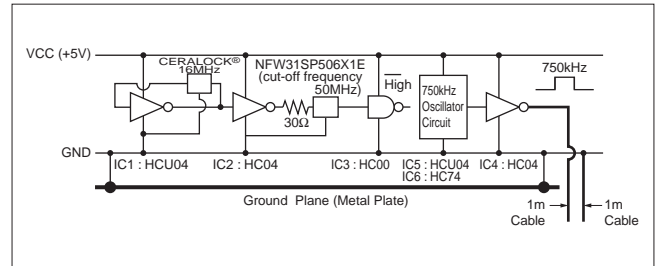 VCC (+5V)
CERALOCK®
16MHz
NFW31SP506X1E
(cut-off frequency
50MHz)
30Ω
High
750kHz
Oscillator
Circuit
750kHz
GND
IC1 : HCU04
IC2 : HC04
IC3 : HC00
IC5 : HCU04
IC6 : HC74
IC4 : HC04
Ground Plane (Metal Plate)
1m
Cable
1m
Cable